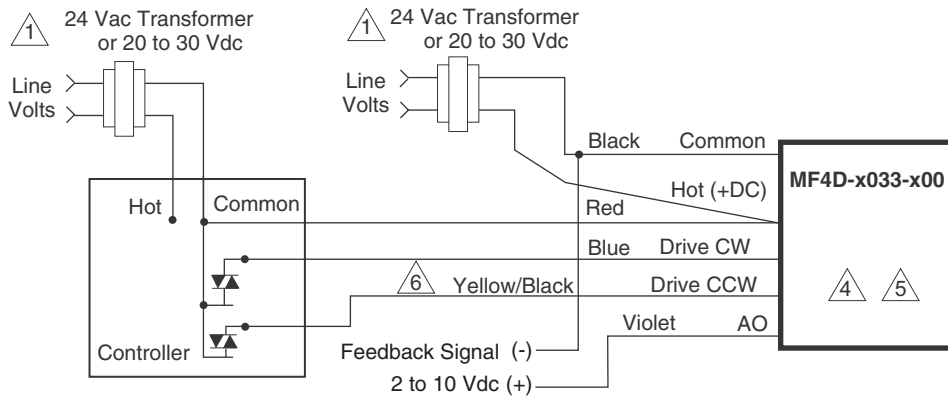 1
24 Vac Transformer
or 20 to 30 Vdc
Line
Volts
1
24 Vac Transformer
or 20 to 30 Vdc
Line
Volts
Black Common
MF4D-x033-x00
Hot Common
Hot (+DC)
Red
Blue Drive CW
6 Yellow/Black Drive CCW
4 5
Violet AO
Controller
Feedback Signal (-)
2 to 10 Vdc (+)